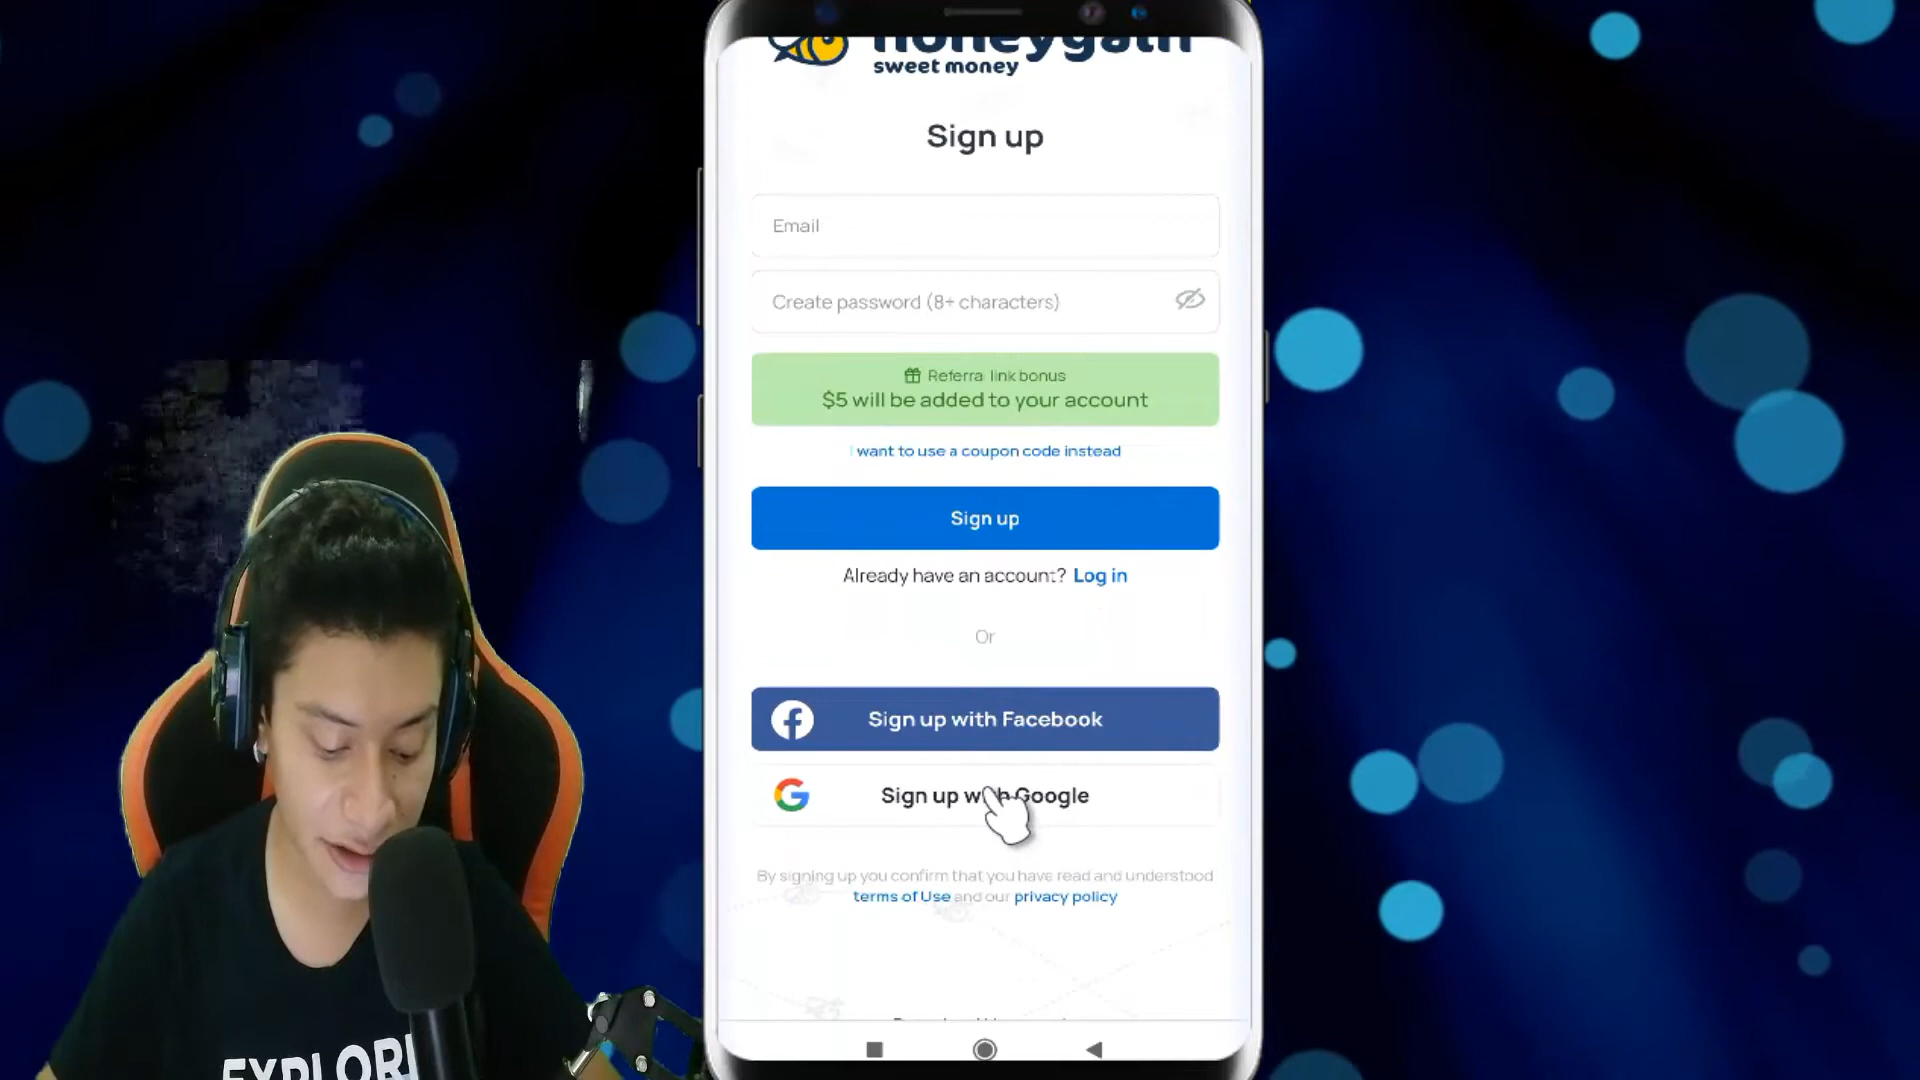 honeygain
sweet money
Sign up
Email
Create password (8+ characters)
Referral link bonus
$5 will be added to your account
I want to use a coupon code instead
Sign up
Already have an account? Log in
Or
Sign up with Facebook
Sign up with Google
By signing up you confirm that you have read and understood
terms of Use and our privacy policy
EXPLORI